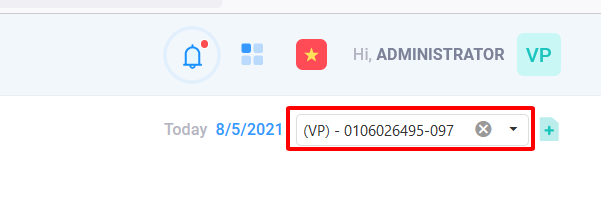 Hi, ADMINISTRATOR VP
Today 8/5/2021 (VP) - 0106026495-097